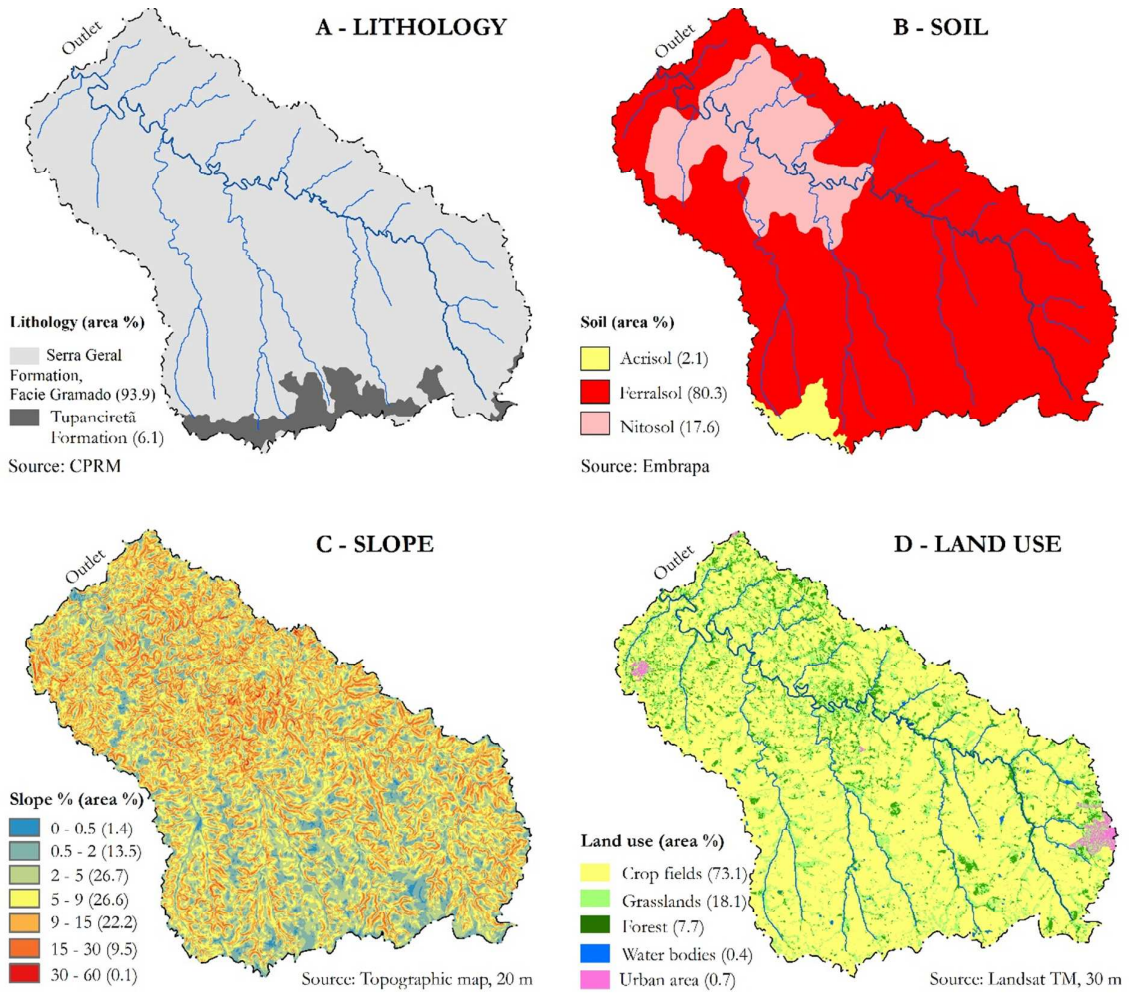 A - LITHOLOGY
Outlet
Lithology (area %)
Serra Geral
Formation,
Facie Gramado (93.9)
Tupanciretã
Formation (6.1)
Source: CPRM
B - SOIL
Outlet
Soil (area %)
Acrisol (2.1)
Ferralsol (80.3)
Nitosol (17.6)
Source: Embrapa
C - SLOPE
Outlet
Slope % (area %)
0 - 0.5 (1.4)
0.5 - 2 (13.5)
2 - 5 (26.7)
5 - 9 (26.6)
9 - 15 (22.2)
15 - 30 (9.5)
30 - 60 (0.1)
Source: Topographic map, 20 m
D - LAND USE
Outlet
Land use (area %)
Crop fields (73.1)
Grasslands (18.1)
Forest (7.7)
Water bodies (0.4)
Urban area (0.7)
Source: Landsat TM, 30 m